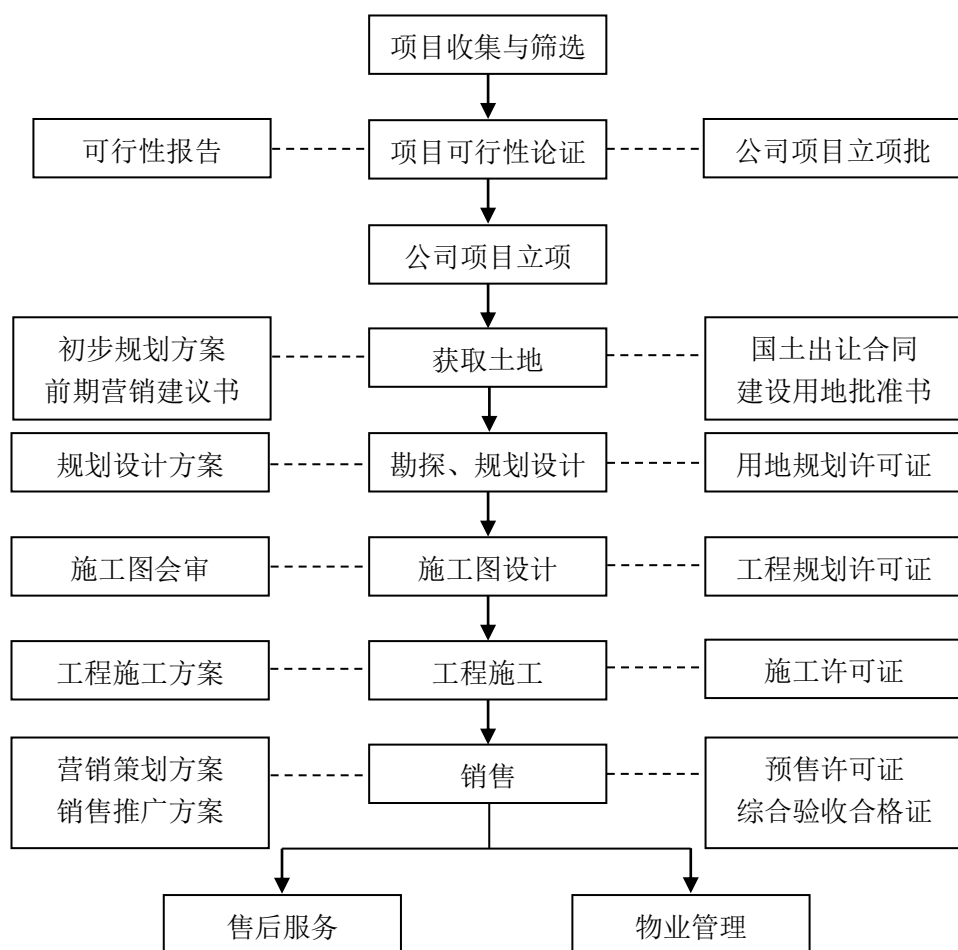 项目收集与筛选
可行性报告
项目可行性论证
公司项目立项批
公司项目立项
初步规划方案
前期营销建议书
获取土地
国土出让合同
建设用地批准书
规划设计方案
勘探、规划设计
用地规划许可证
施工图会审
施工图设计
工程规划许可证
工程施工方案
工程施工
施工许可证
营销策划方案
销售推广方案
销售
预售许可证
综合验收合格证
售后服务
物业管理